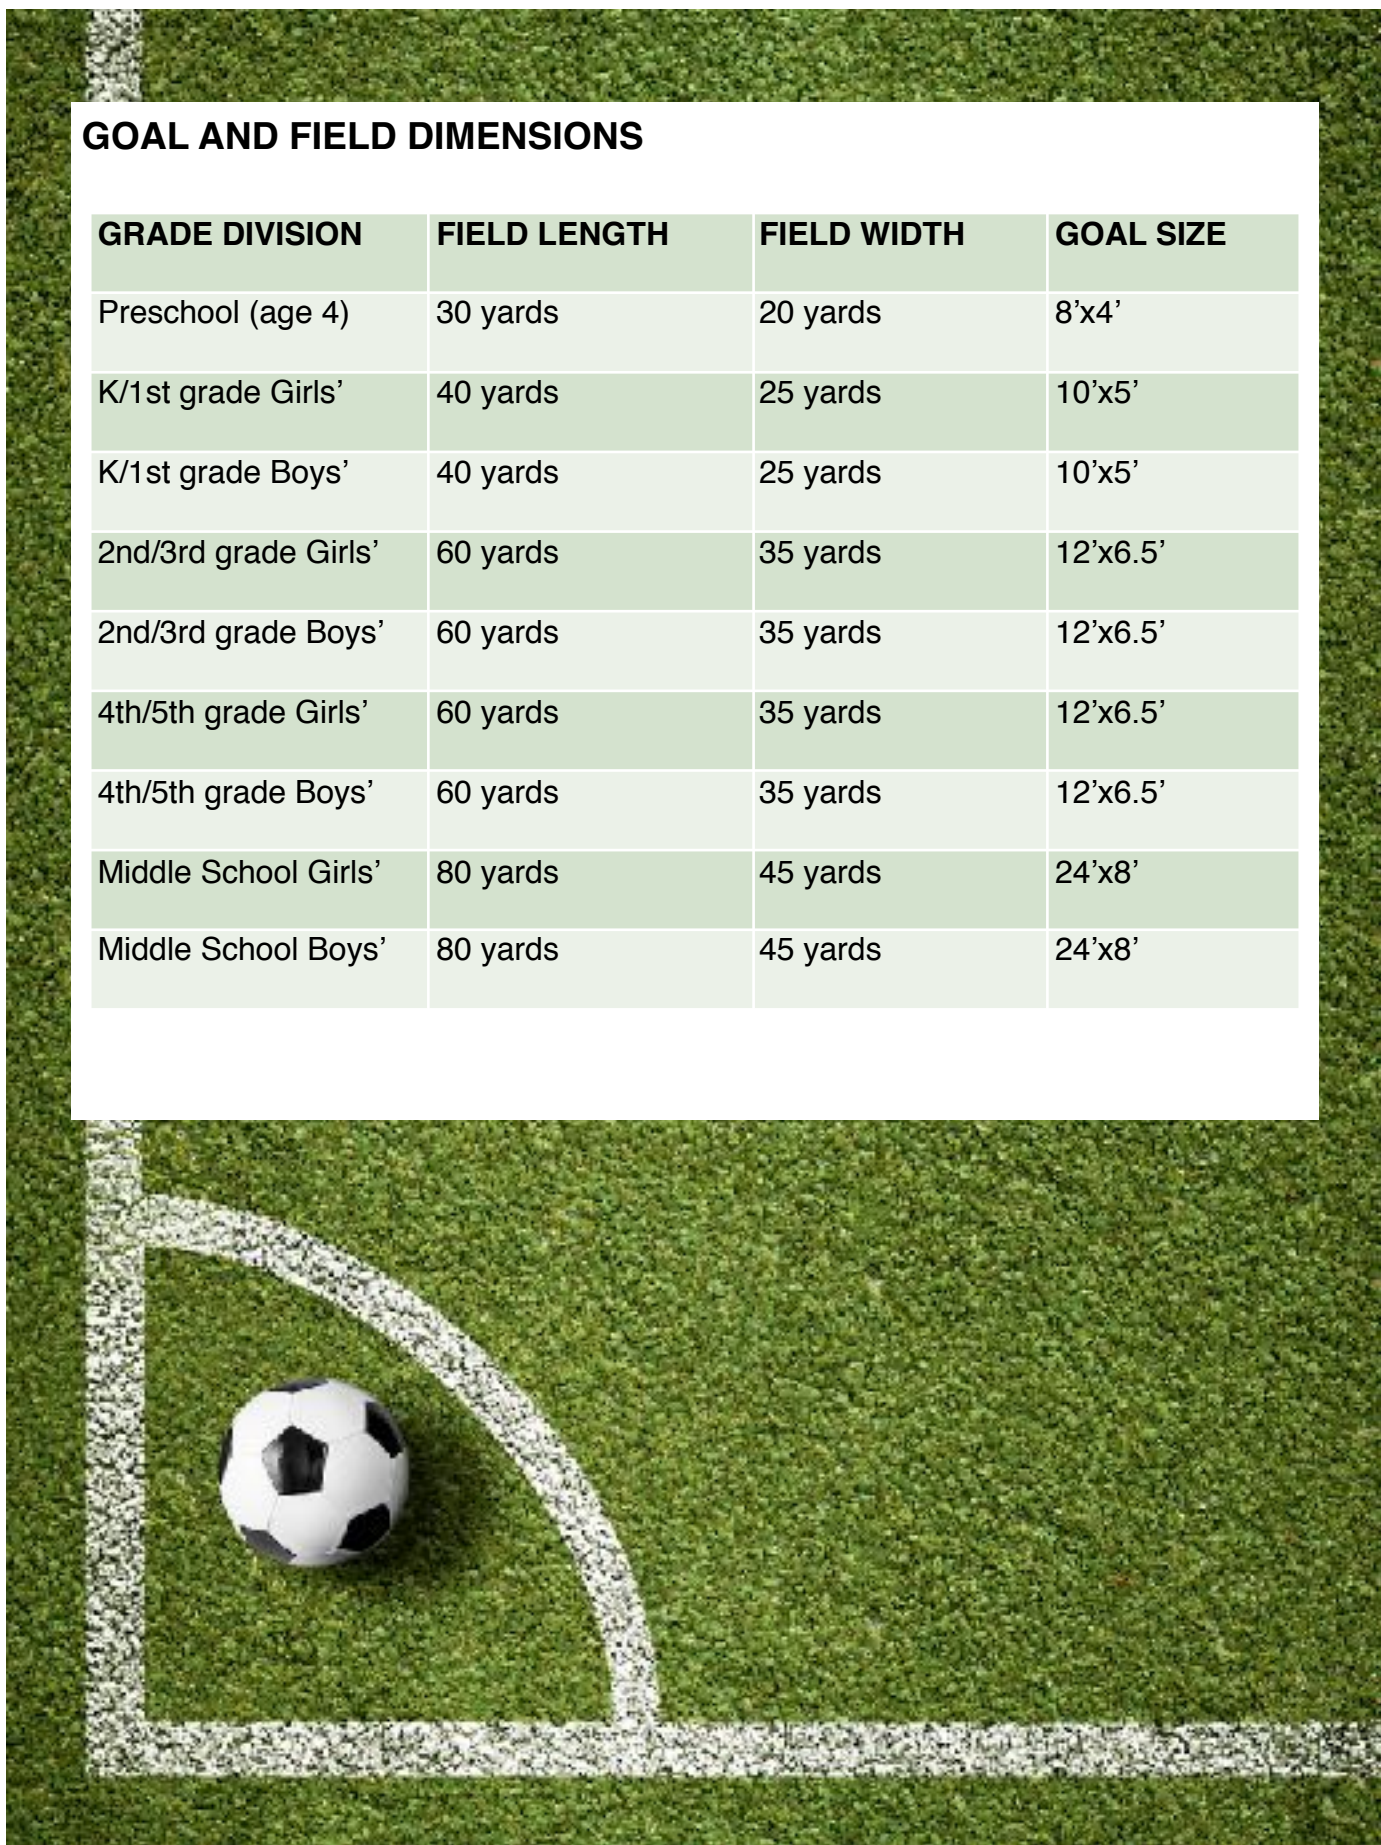 GOAL AND FIELD DIMENSIONS
GRADE DIVISION FIELD LENGTH FIELD WIDTH GOAL SIZE
Preschool (age 4) 30 yards 20 yards 8’x4’
K/1st grade Girls’ 40 yards 25 yards 10’x5’
K/1st grade Boys’ 40 yards 25 yards 10’x5’
2nd/3rd grade Girls’ 60 yards 35 yards 12’x6.5’
2nd/3rd grade Boys’ 60 yards 35 yards 12’x6.5’
4th/5th grade Girls’ 60 yards 35 yards 12’x6.5’
4th/5th grade Boys’ 60 yards 35 yards 12’x6.5’
Middle School Girls’ 80 yards 45 yards 24’x8’
Middle School Boys’ 80 yards 45 yards 24’x8’